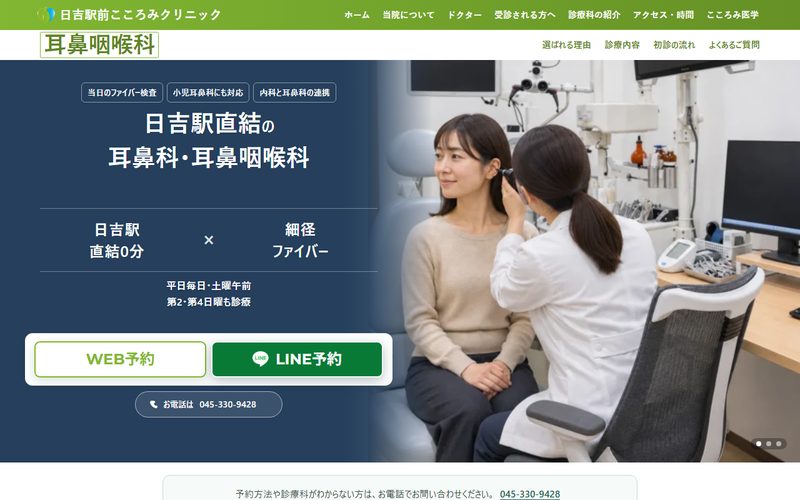 日吉駅前こころみクリニック
ホーム 当院について ドクター 受診される方へ 診療科の紹介 アクセス・時間 こころみ医学
耳鼻咽喉科
選ばれる理由 診療内容 初診の流れ よくあるご質問
当日のファイバー検査 小児耳鼻科にも対応 内科と耳鼻科の連携
日吉駅直結の
耳鼻科・耳鼻咽喉科
日吉駅
直結0分
×
細径
ファイバー
平日毎日・土曜午前
第2・第4日曜も診療
WEB予約
LINE LINE予約
お電話は 045-330-9428
予約方法や診療科がわからない方は、お電話でお問い合わせください。 045-330-9428